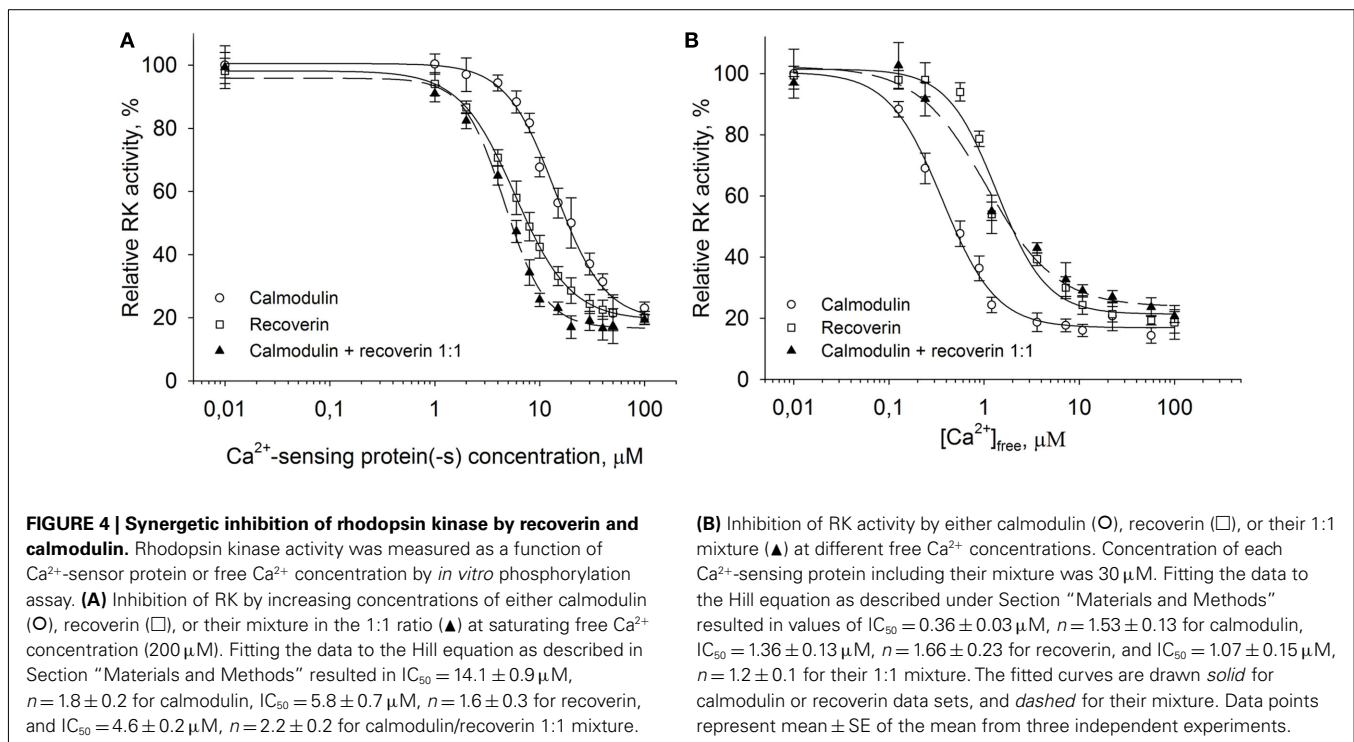 A
Relative RK activity, %
100
80
60
40
20
0
Calmodulin
Recoverin
Calmodulin + recoverin 1:1
0,01
0,1
1
10
100
Ca²⁺-sensing protein(-s) concentration, μM
B
Relative RK activity, %
100
80
60
40
20
0
Calmodulin
Recoverin
Calmodulin + recoverin 1:1
0,01
0,1
1
10
100
[Ca²⁺]free, μM
FIGURE 4 | Synergetic inhibition of rhodopsin kinase by recoverin and
calmodulin. Rhodopsin kinase activity was measured as a function of
Ca²⁺-sensor protein or free Ca²⁺ concentration by in vitro phosphorylation
assay. (A) Inhibition of RK by increasing concentrations of either calmodulin
(O), recoverin (□), or their mixture in the 1:1 ratio (▲) at saturating free Ca²⁺
concentration (200 μM). Fitting the data to the Hill equation as described in
Section "Materials and Methods" resulted in IC₅₀ = 14.1 ± 0.9 μM,
n = 1.8 ± 0.2 for calmodulin, IC₅₀ = 5.8 ± 0.7 μM, n = 1.6 ± 0.3 for recoverin,
and IC₅₀ = 4.6 ± 0.2 μM, n = 2.2 ± 0.2 for calmodulin/recoverin 1:1 mixture.
(B) Inhibition of RK activity by either calmodulin (O), recoverin (□), or their 1:1
mixture (▲) at different free Ca²⁺ concentrations. Concentration of each
Ca²⁺-sensing protein including their mixture was 30 μM. Fitting the data to
the Hill equation as described under Section "Materials and Methods"
resulted in values of IC₅₀ = 0.36 ± 0.03 μM, n = 1.53 ± 0.13 for calmodulin,
IC₅₀ = 1.36 ± 0.13 μM, n = 1.66 ± 0.23 for recoverin, and IC₅₀ = 1.07 ± 0.15 μM,
n = 1.2 ± 0.1 for their 1:1 mixture. The fitted curves are drawn solid for
calmodulin or recoverin data sets, and dashed for their mixture. Data points
represent mean ± SE of the mean from three independent experiments.